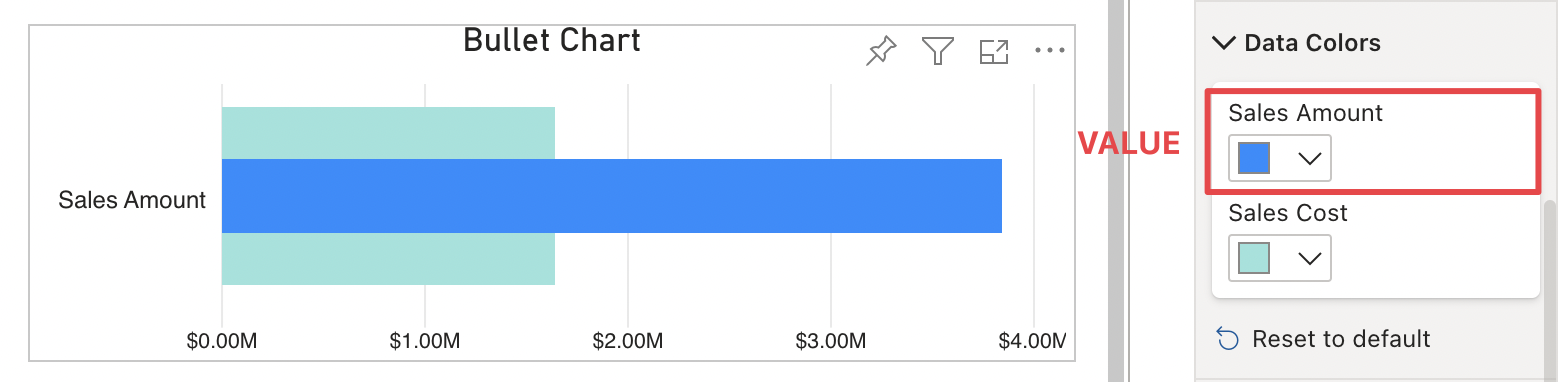 Bullet Chart
Sales Amount
$0.00M
$1.00M
$2.00M
$3.00M
$4.00M
VALUE
Data Colors
Sales Amount
Sales Cost
Reset to default